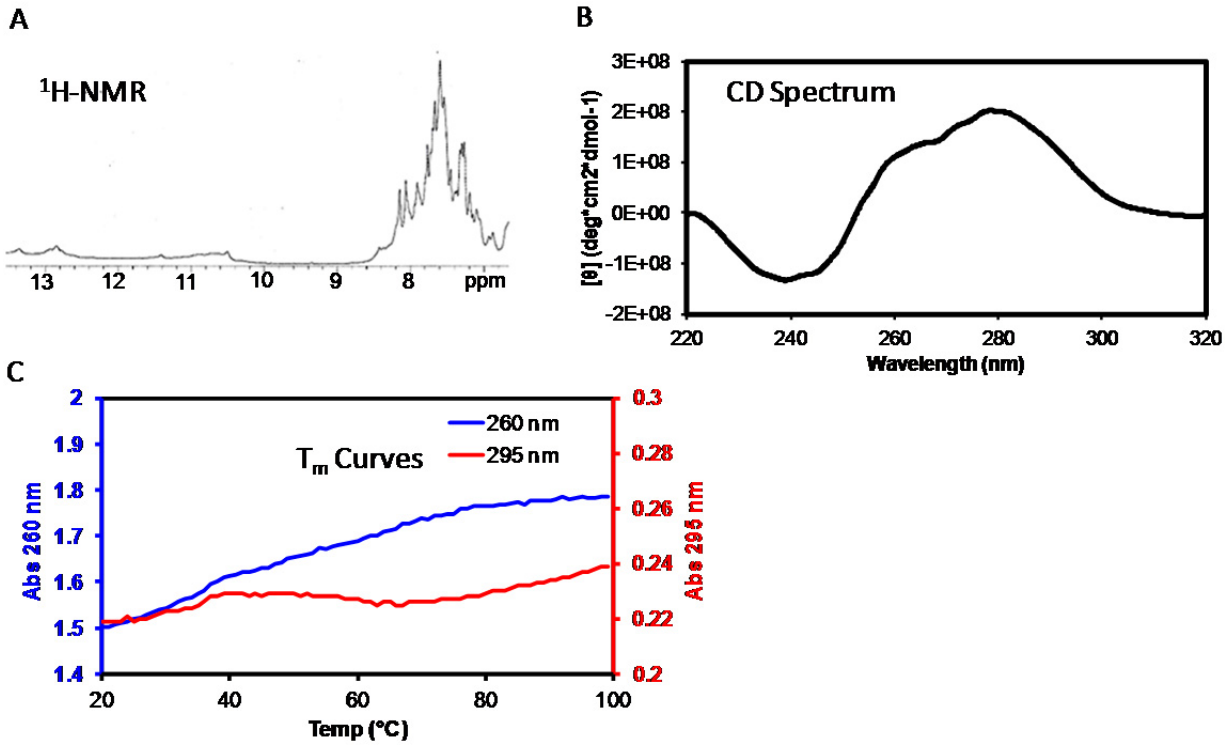 A
¹H-NMR
13 12 11 10 9 8 ppm
B
CD Spectrum
[θ] (deg*cm2*dmol-1)
3E+08
2E+08
1E+08
0E+00
-1E+08
-2E+08
220 240 260 280 300 320
Wavelength (nm)
C
Tm Curves
260 nm
295 nm
Abs 260 nm
2
1.9
1.8
1.7
1.6
1.5
1.4
0.3
0.28
0.26
0.24
0.22
0.2
Abs 295 nm
20 40 60 80 100
Temp (°C)